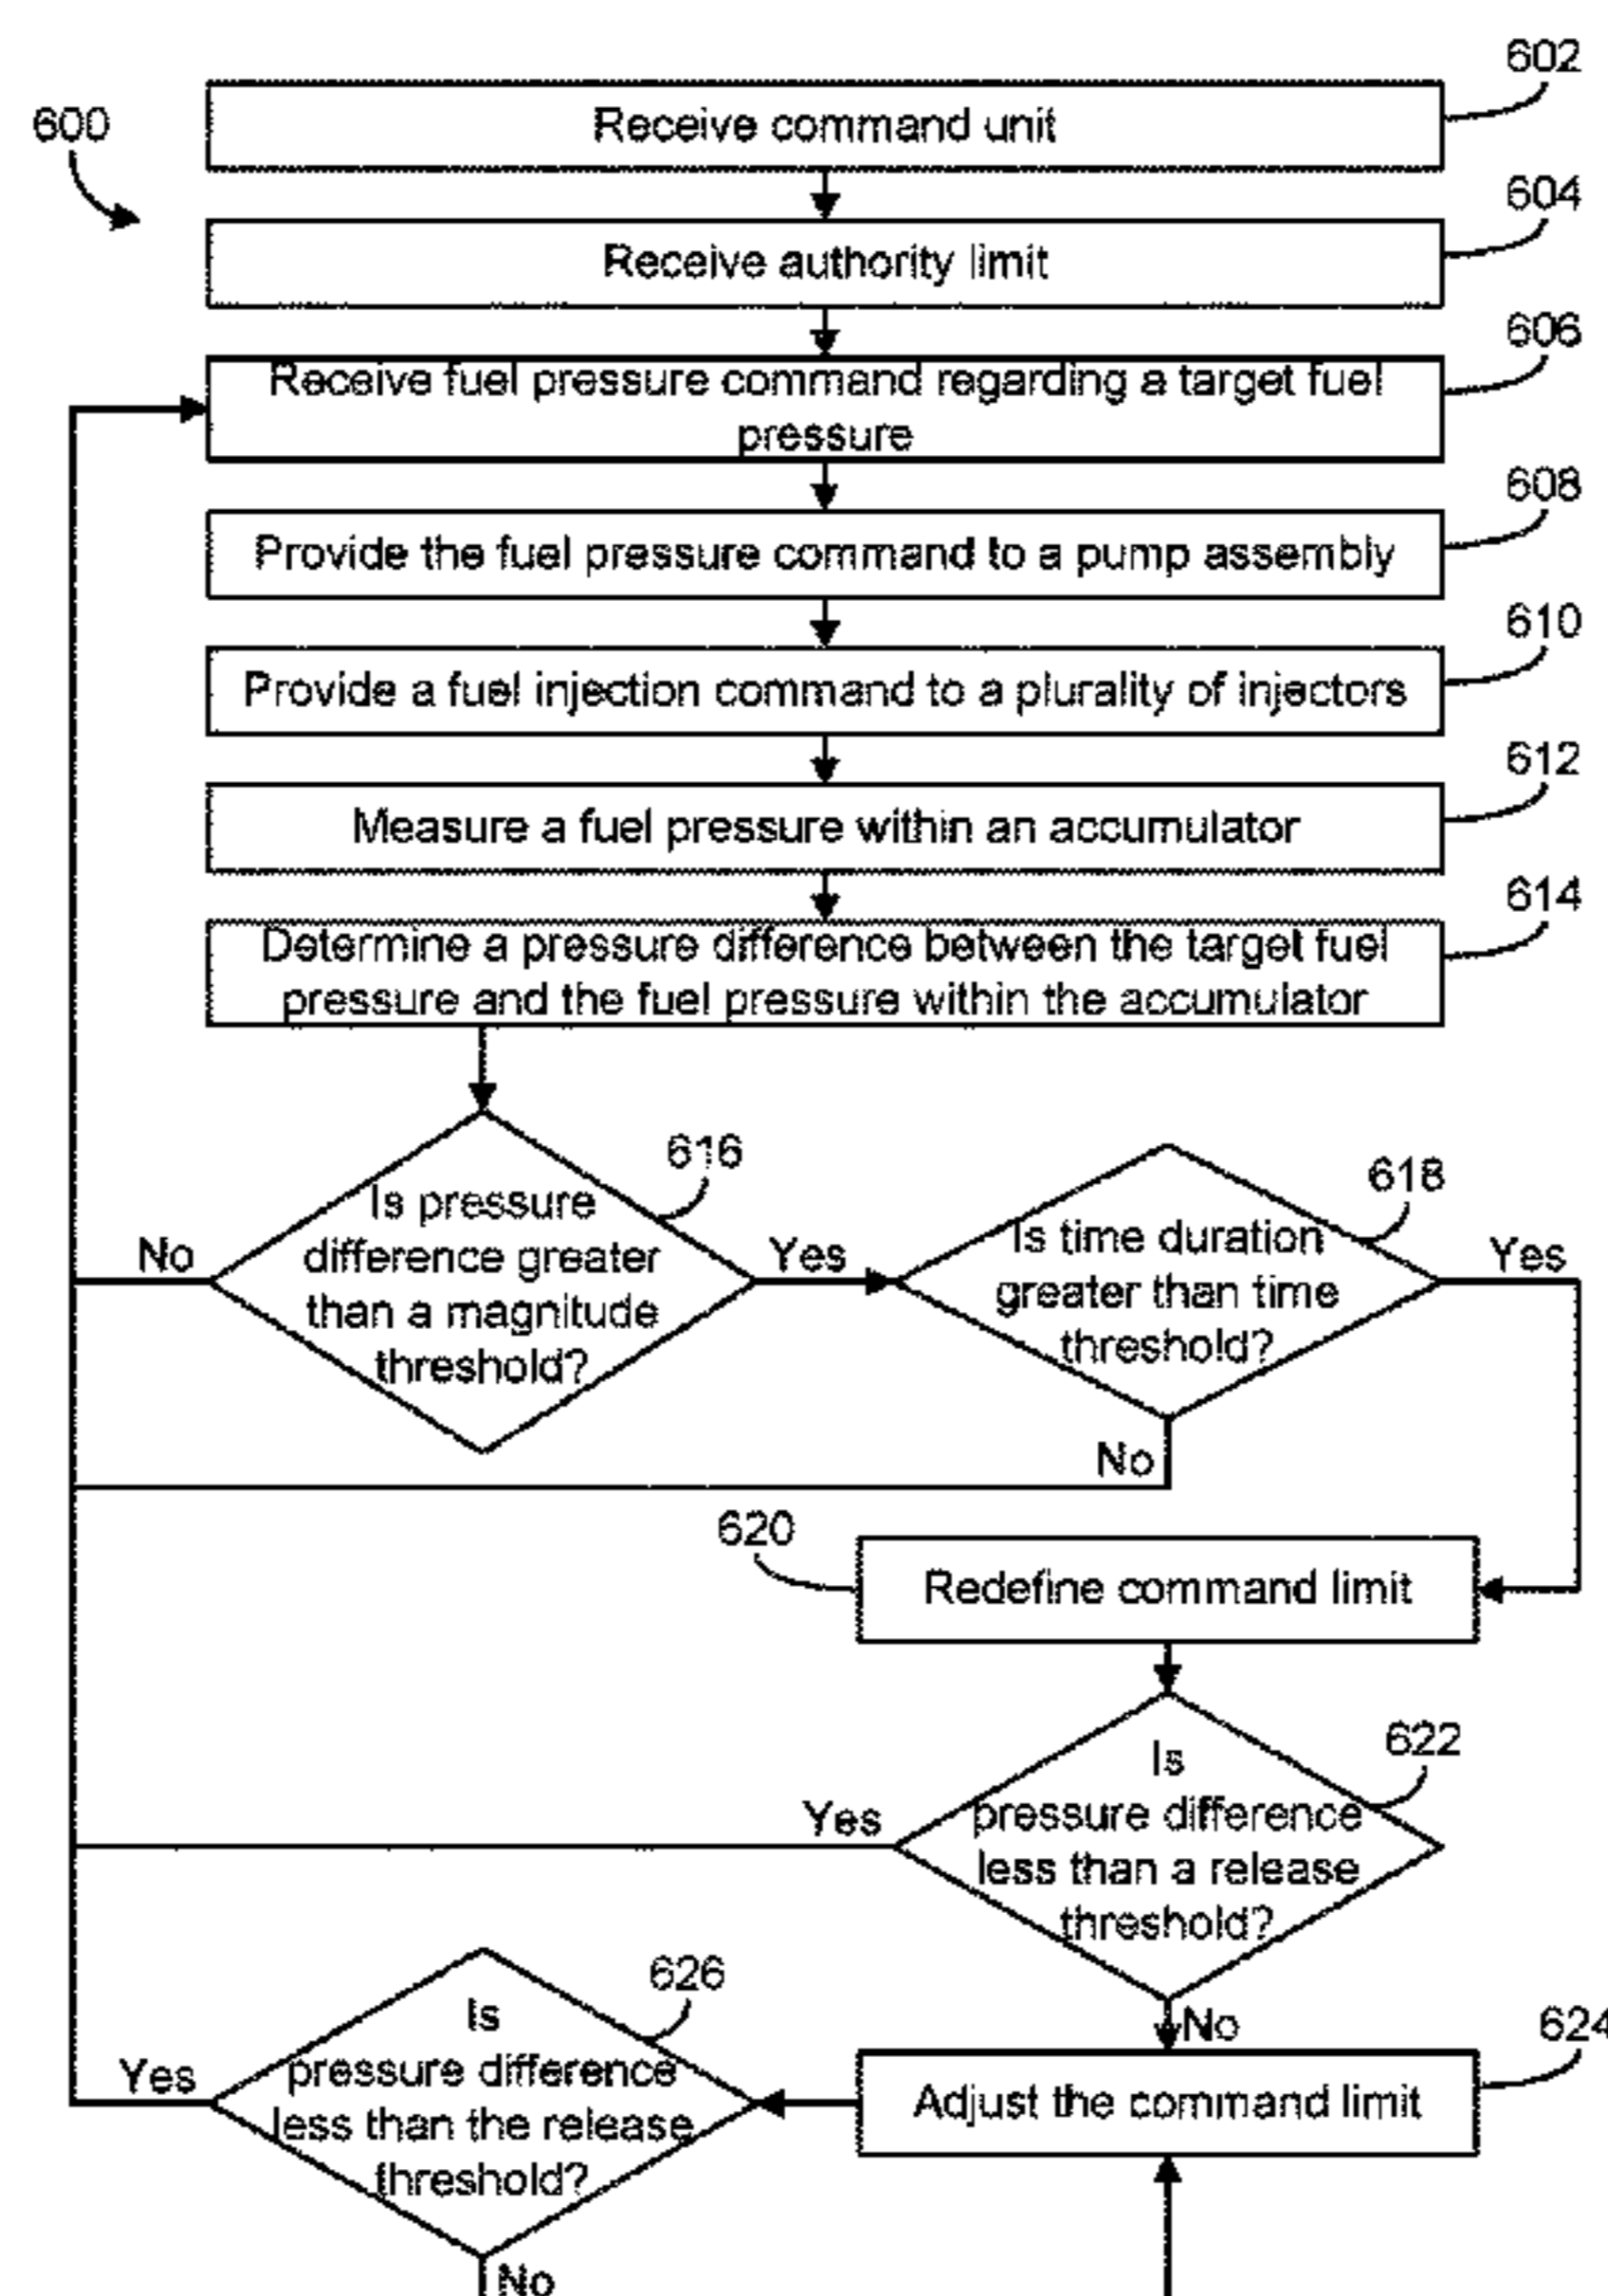 600
Receive command unit
602
Receive authority limit
604
Receive fuel pressure command regarding a target fuel
pressure
606
Provide the fuel pressure command to a pump assembly
608
Provide a fuel injection command to a plurality of injectors
610
Measure a fuel pressure within an accumulator
612
Determine a pressure difference between the target fuel
pressure and the fuel pressure within the accumulator
614
Is pressure
difference greater
than a magnitude
threshold?
616
No
Yes
Is time duration
greater than time
threshold?
618
Yes
No
620
Redefine command limit
Is
pressure difference
less than a release
threshold?
622
Yes
No
624
Adjust the command limit
Is
pressure difference
less than the release
threshold?
626
Yes
No